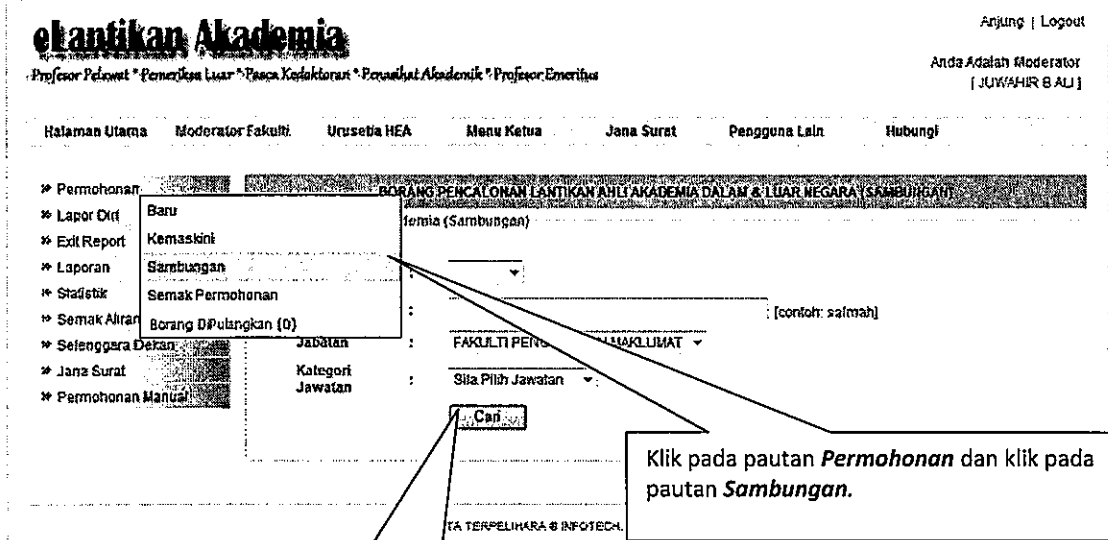 eLantikan Akademia
Anjung | Logout
Profesor Pelawat * Pemeriksa Luar * Pasca Kedoktoran * Penasihat Akademik * Profesor Emeritus
Anda Adalah Moderator
[ JUWAHIR B ALI ]
Halaman Utama Moderator Fakulti Urusetia HEA Menu Ketua Jana Surat Pengguna Lain Hubungi
» Permohonan
» Lapor Diri
» Exit Report
» Laporan
» Statistik
» Semak Aliran
» Selenggara Dekan
» Jana Surat
» Permohonan Manual
Baru
Kemaskini
Sambungan
Semak Permohonan
Borang DiPulangkan (0)
BORANG PENCALONAN LANTIKAN AHLI AKADEMIA DALAM & LUAR NEGARA (SAMBUNGAN)
demia (Sambungan)
:
: [contoh: salmah]
Jabatan : FAKULTI PENG MAKLUMAT
Kategori Jawatan : Sila Pilih Jawatan
Cari
Klik pada pautan Permohonan dan klik pada
pautan Sambungan.
TA TERPELIHARA © INFOTECH.